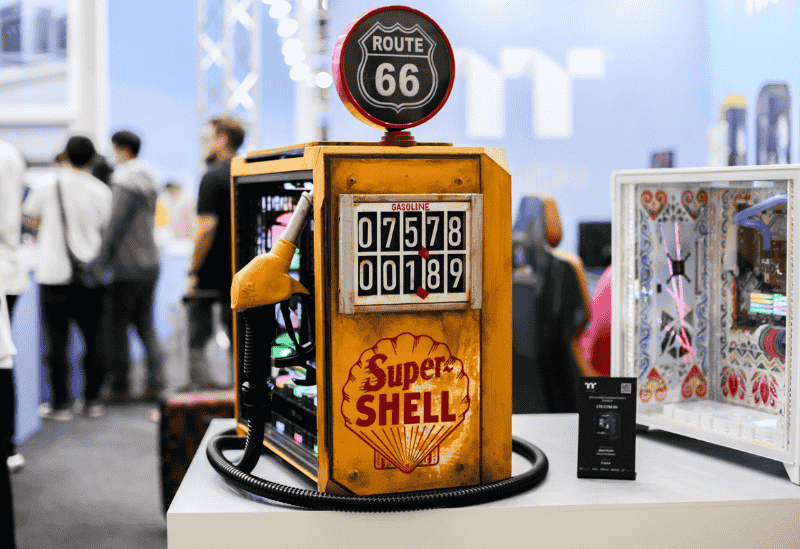 ROUTE
66
GASOLINE
07578
00189
Super-
SHELL